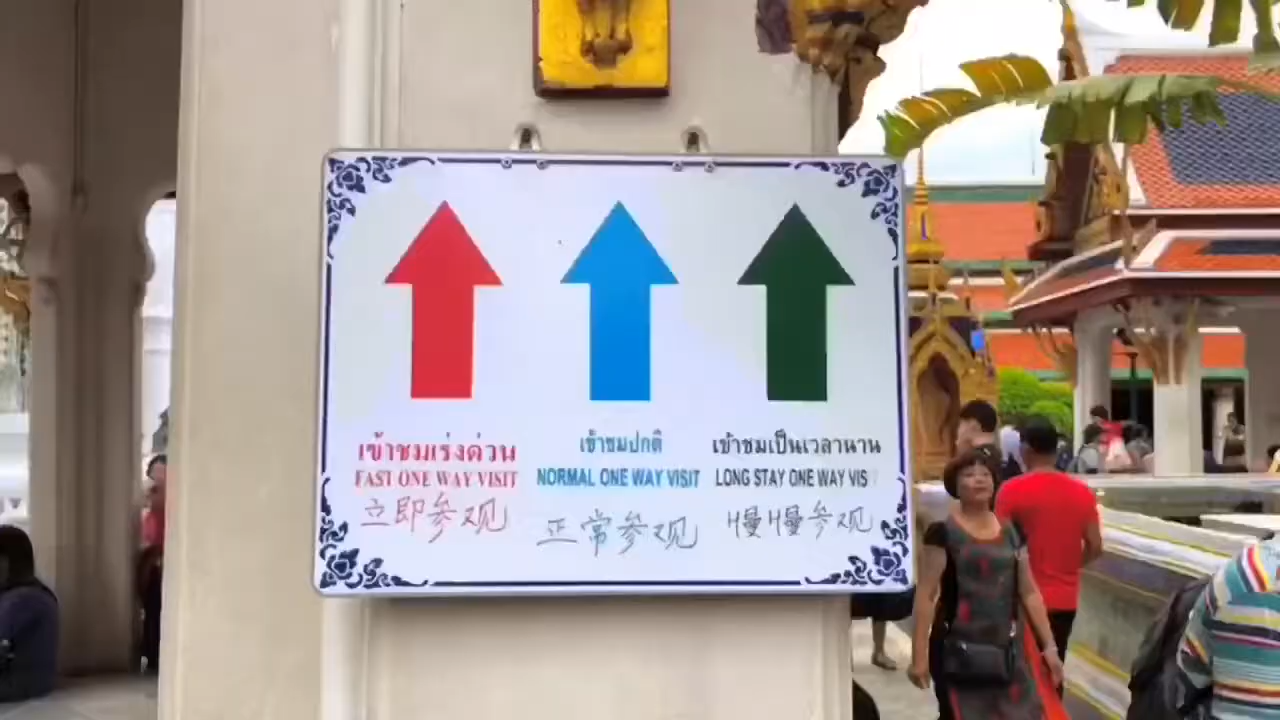 เข้าชมเร่งด่วน
FAST ONE WAY VISIT
立即参观
เข้าชมปกติ
NORMAL ONE WAY VISIT
正常参观
เข้าชมเป็นเวลานาน
LONG STAY ONE WAY VIS
慢慢参观